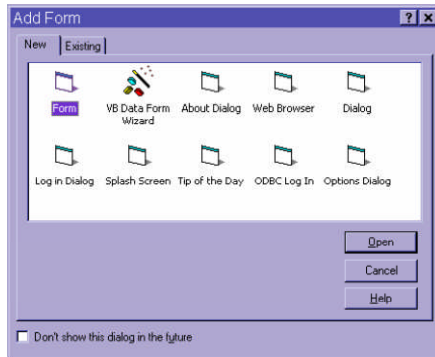 Add Form
New Existing
Form VB Data Form Wizard About Dialog Web Browser Dialog
Log in Dialog Splash Screen Tip of the Day ODBC Log In Options Dialog
Open
Cancel
Help
Don't show this dialog in the future